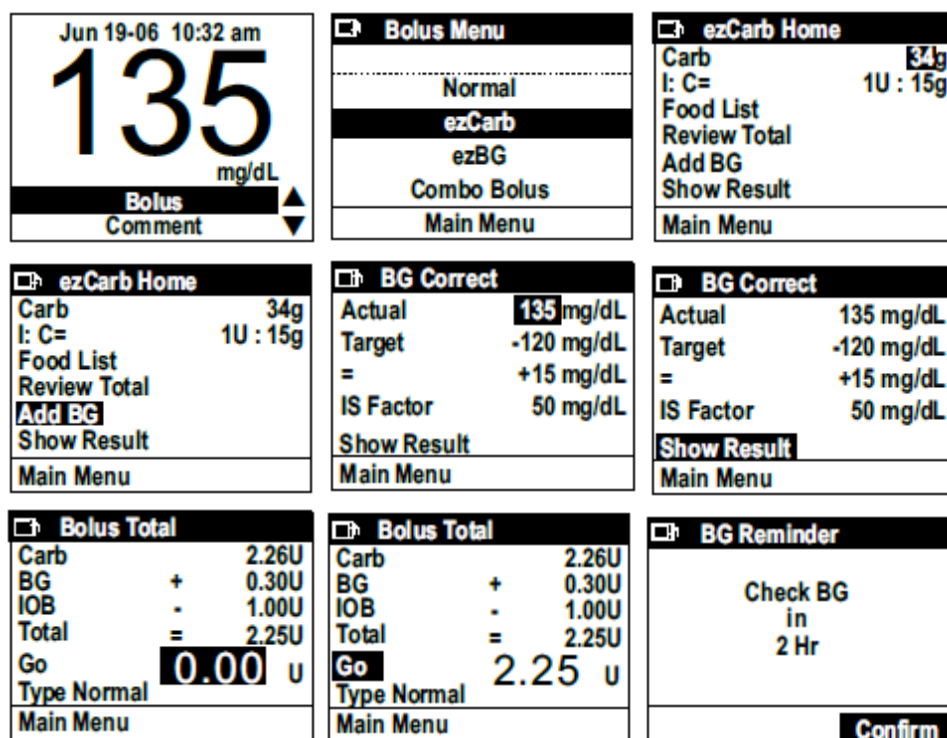 Jun 19-06 10:32 am
135
mg/dL
Bolus
Comment
Bolus Menu
Normal
ezCarb
ezBG
Combo Bolus
Main Menu
ezCarb Home
Carb 34g
I: C= 1U : 15g
Food List
Review Total
Add BG
Show Result
Main Menu
ezCarb Home
Carb 34g
I: C= 1U : 15g
Food List
Review Total
Add BG
Show Result
Main Menu
BG Correct
Actual 135 mg/dL
Target -120 mg/dL
= +15 mg/dL
IS Factor 50 mg/dL
Show Result
Main Menu
BG Correct
Actual 135 mg/dL
Target -120 mg/dL
= +15 mg/dL
IS Factor 50 mg/dL
Show Result
Main Menu
Bolus Total
Carb 2.26U
BG + 0.30U
IOB - 1.00U
Total = 2.25U
Go 0.00 U
Type Normal
Main Menu
Bolus Total
Carb 2.26U
BG + 0.30U
IOB - 1.00U
Total = 2.25U
Go 2.25 U
Type Normal
Main Menu
BG Reminder
Check BG
in
2 Hr
Confirm